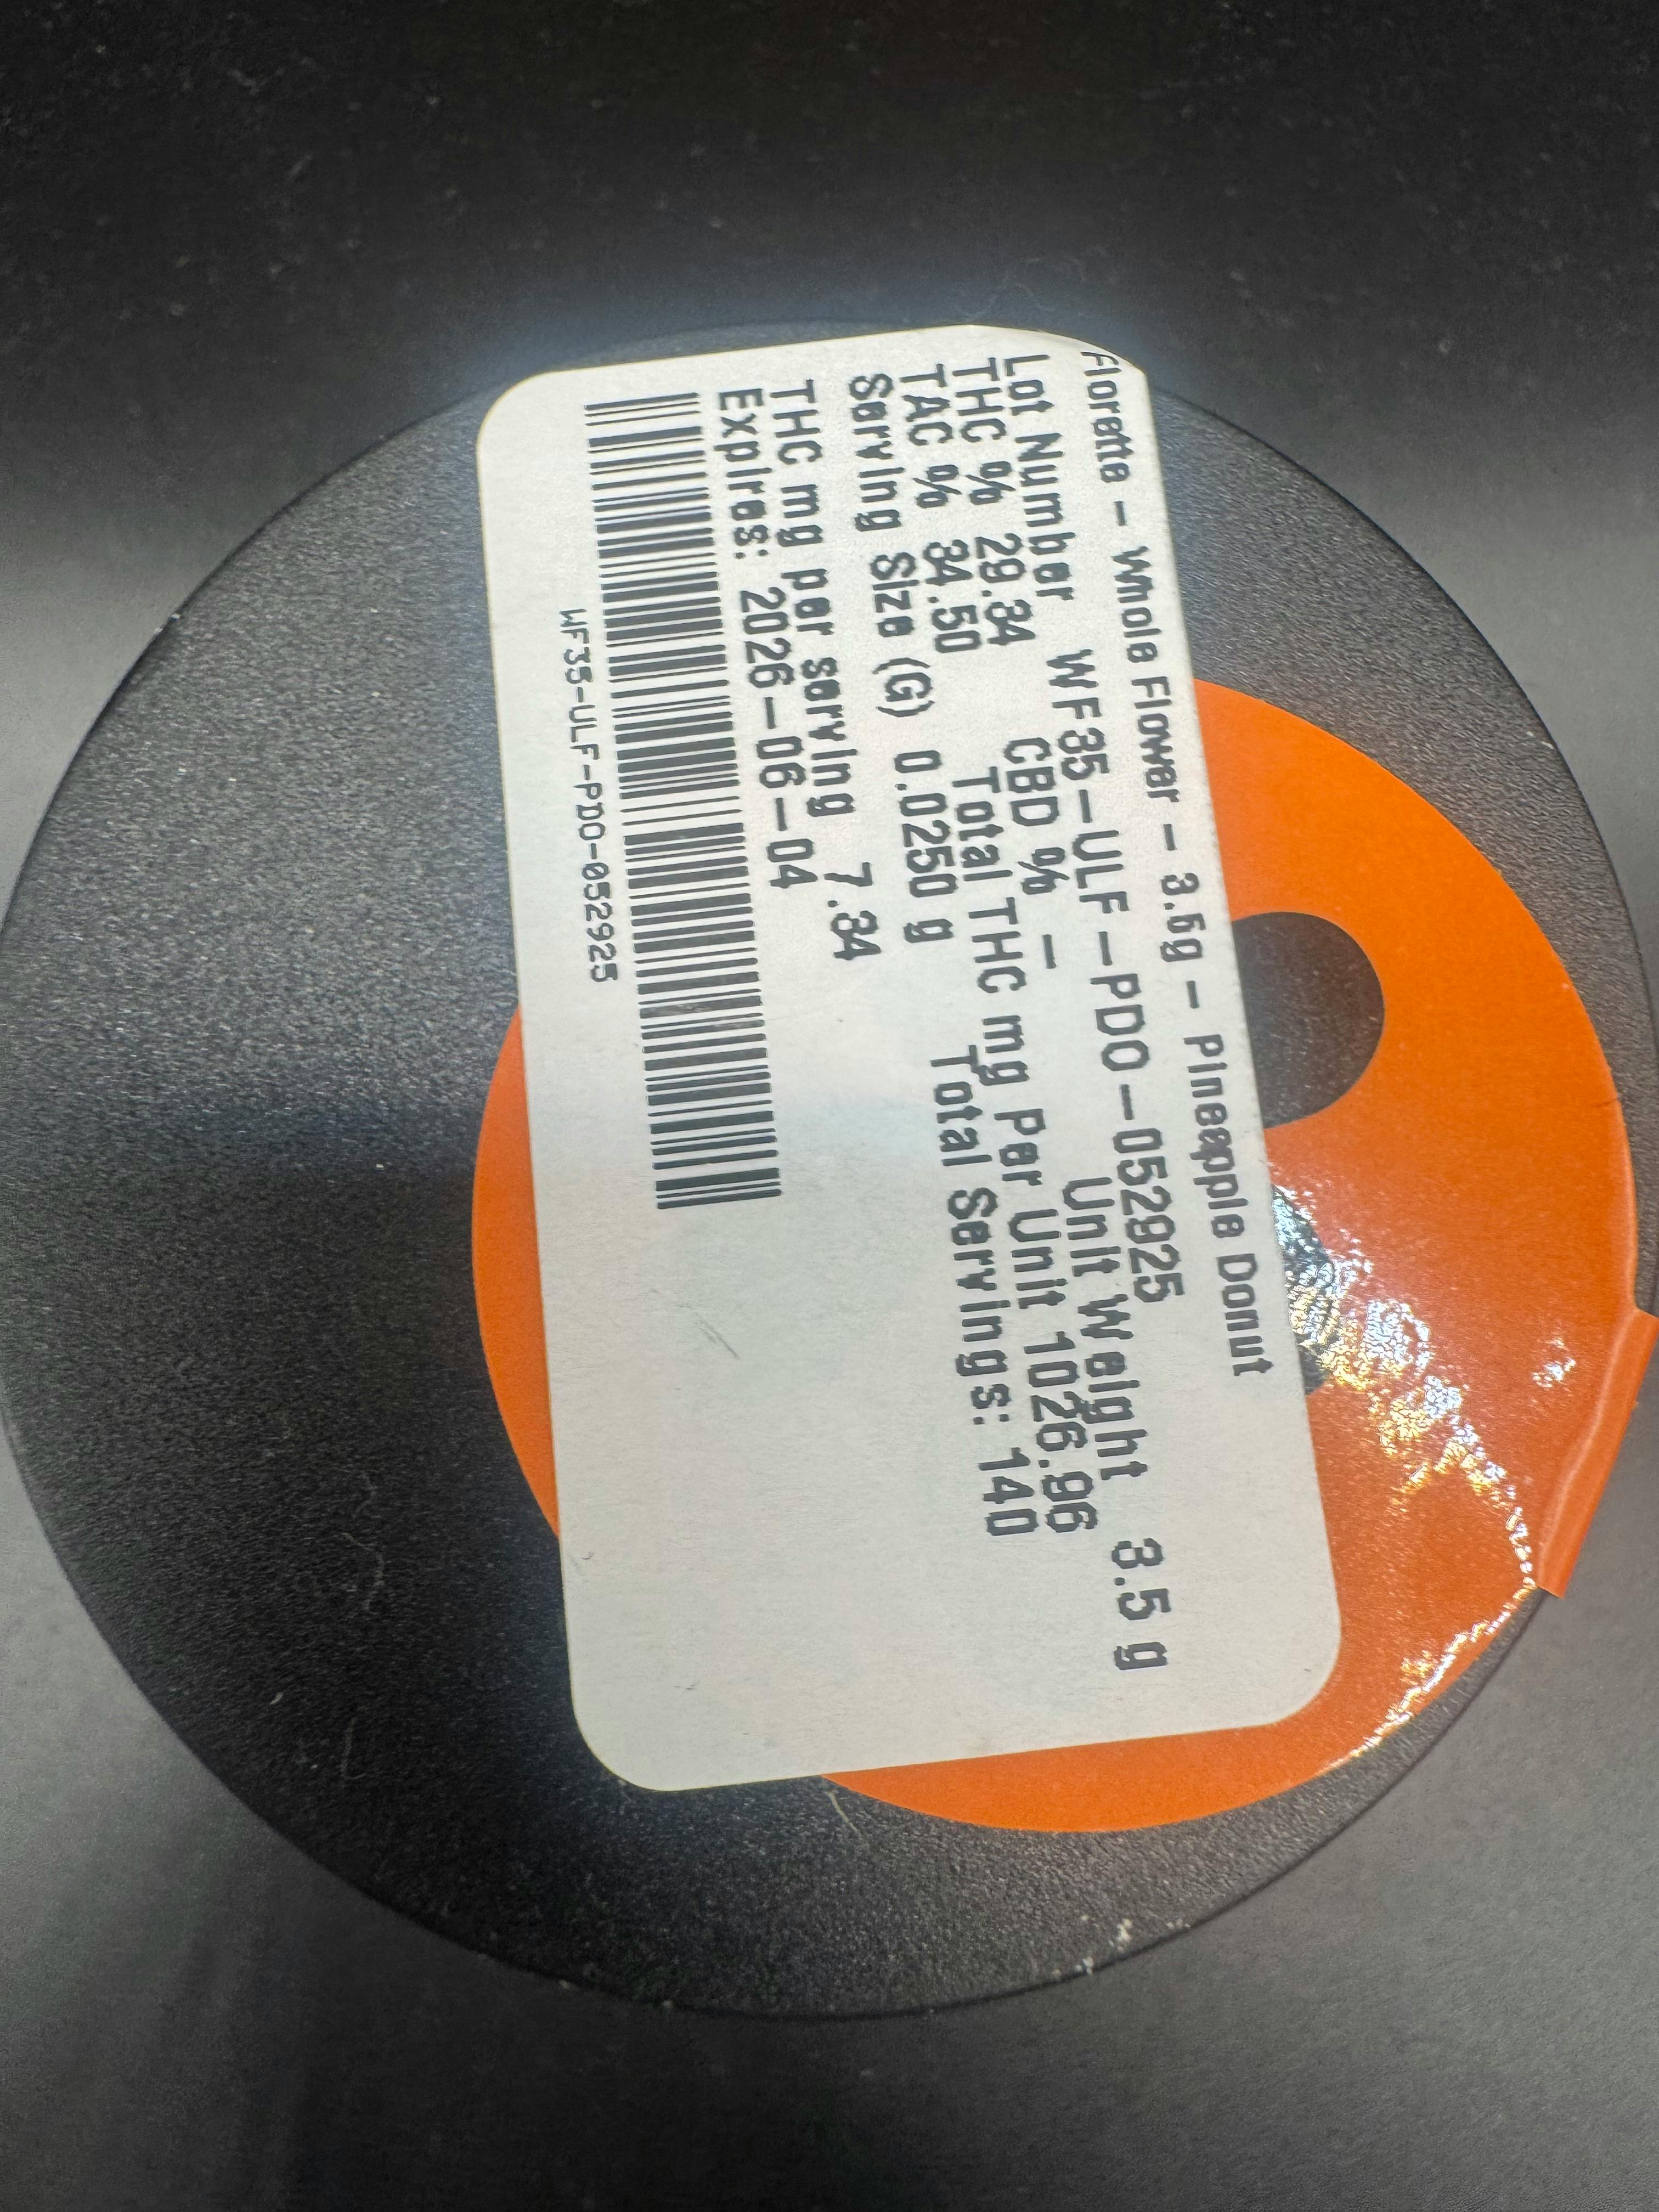 Florette - Whole Flower - 3.5g - Pineapple Donut
Lot Number WF35-ULF-PDO-052925
THC % 29.34 CBD % - Unit Weight 3.5 g
TAC % 34.50 Total THC mg Per Unit 1026.96
Serving Size (G) 0.0250 g Total Servings: 140
THC mg per serving 7.34
Expires: 2026-06-04
WF35-ULF-PDO-052925